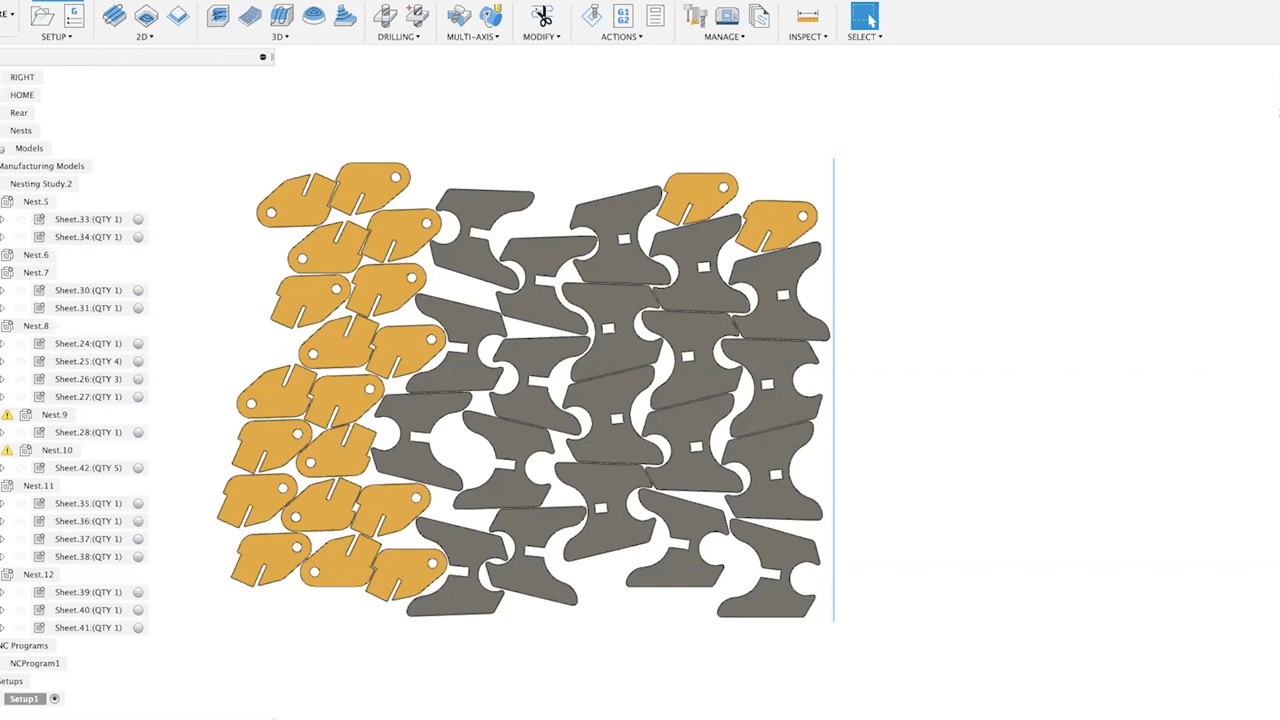 RE
G
G1
G2
SETUP
2D
3D
DRILLING
MULTI-AXIS
MODIFY
ACTIONS
MANAGE
INSPECT
SELECT
RIGHT
HOME
Rear
Nests
Models
Manufacturing Models
Nesting Study.2
Nest.5
Sheet.33:(QTY 1)
Sheet.34:(QTY 1)
Nest.6
Nest.7
Sheet.30:(QTY 1)
Sheet.31:(QTY 1)
Nest.8
Sheet.24:(QTY 1)
Sheet.25:(QTY 4)
Sheet.26:(QTY 3)
Sheet.27:(QTY 1)
Nest.9
Sheet.28:(QTY 1)
Nest.10
Sheet.42:(QTY 5)
Nest.11
Sheet.35:(QTY 1)
Sheet.36:(QTY 1)
Sheet.37:(QTY 1)
Sheet.38:(QTY 1)
Nest.12
Sheet.39:(QTY 1)
Sheet.40:(QTY 1)
Sheet.41:(QTY 1)
NC Programs
NCProgram1
Setups
Setup1